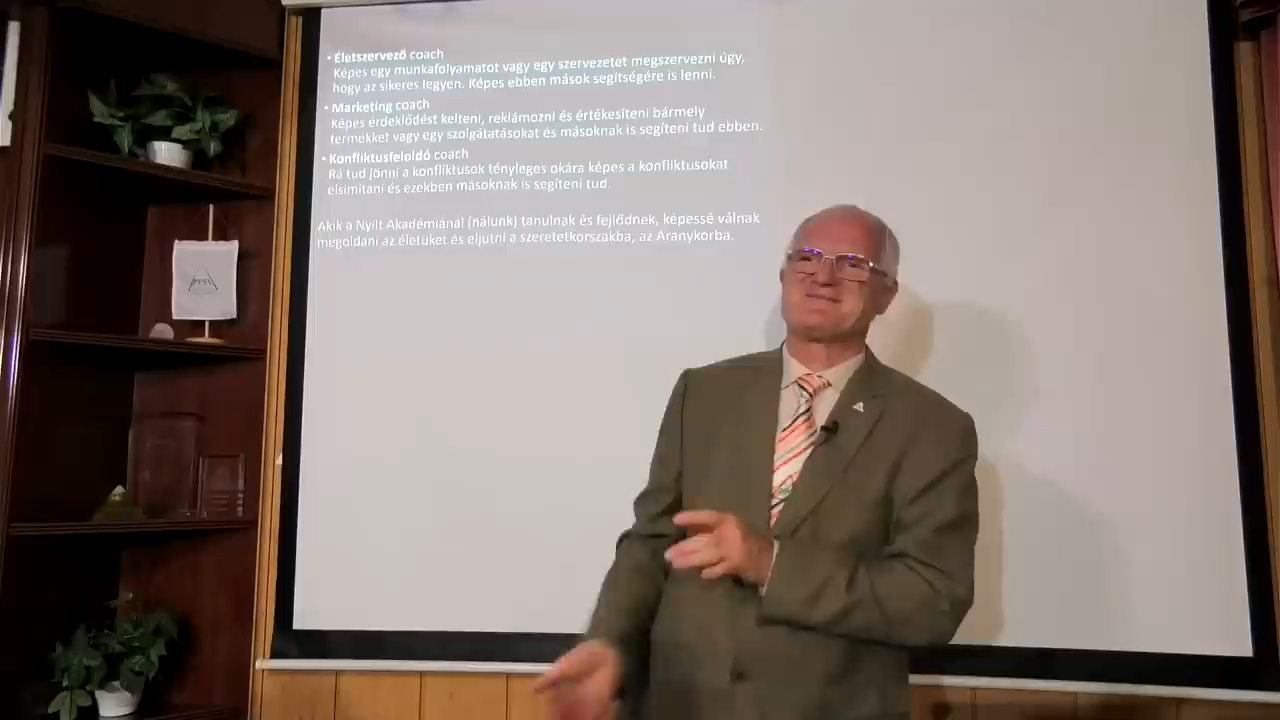 • Életszervező coach
Képes egy munkafolyamatot vagy egy szervezetet megszervezni úgy,
hogy az sikeres legyen. Képes ebben mások segítségére is lenni.
• Marketing coach
Képes érdeklődést kelteni, reklámozni és értékesíteni bármely
terméket vagy egy szolgátatásokat és másoknak is segíteni tud ebben.
• Konfliktusfeloldó coach
Rá tud jönni a konfliktusok tényleges okára képes a konfliktusokat
elsimítani és ezekben másoknak is segíteni tud.
Akik a Nyílt Akadémiánál (nálunk) tanulnak és fejlődnek, képessé válnak
megoldani az életüket és eljutni a szeretetkorszakba, az Aranykorba.